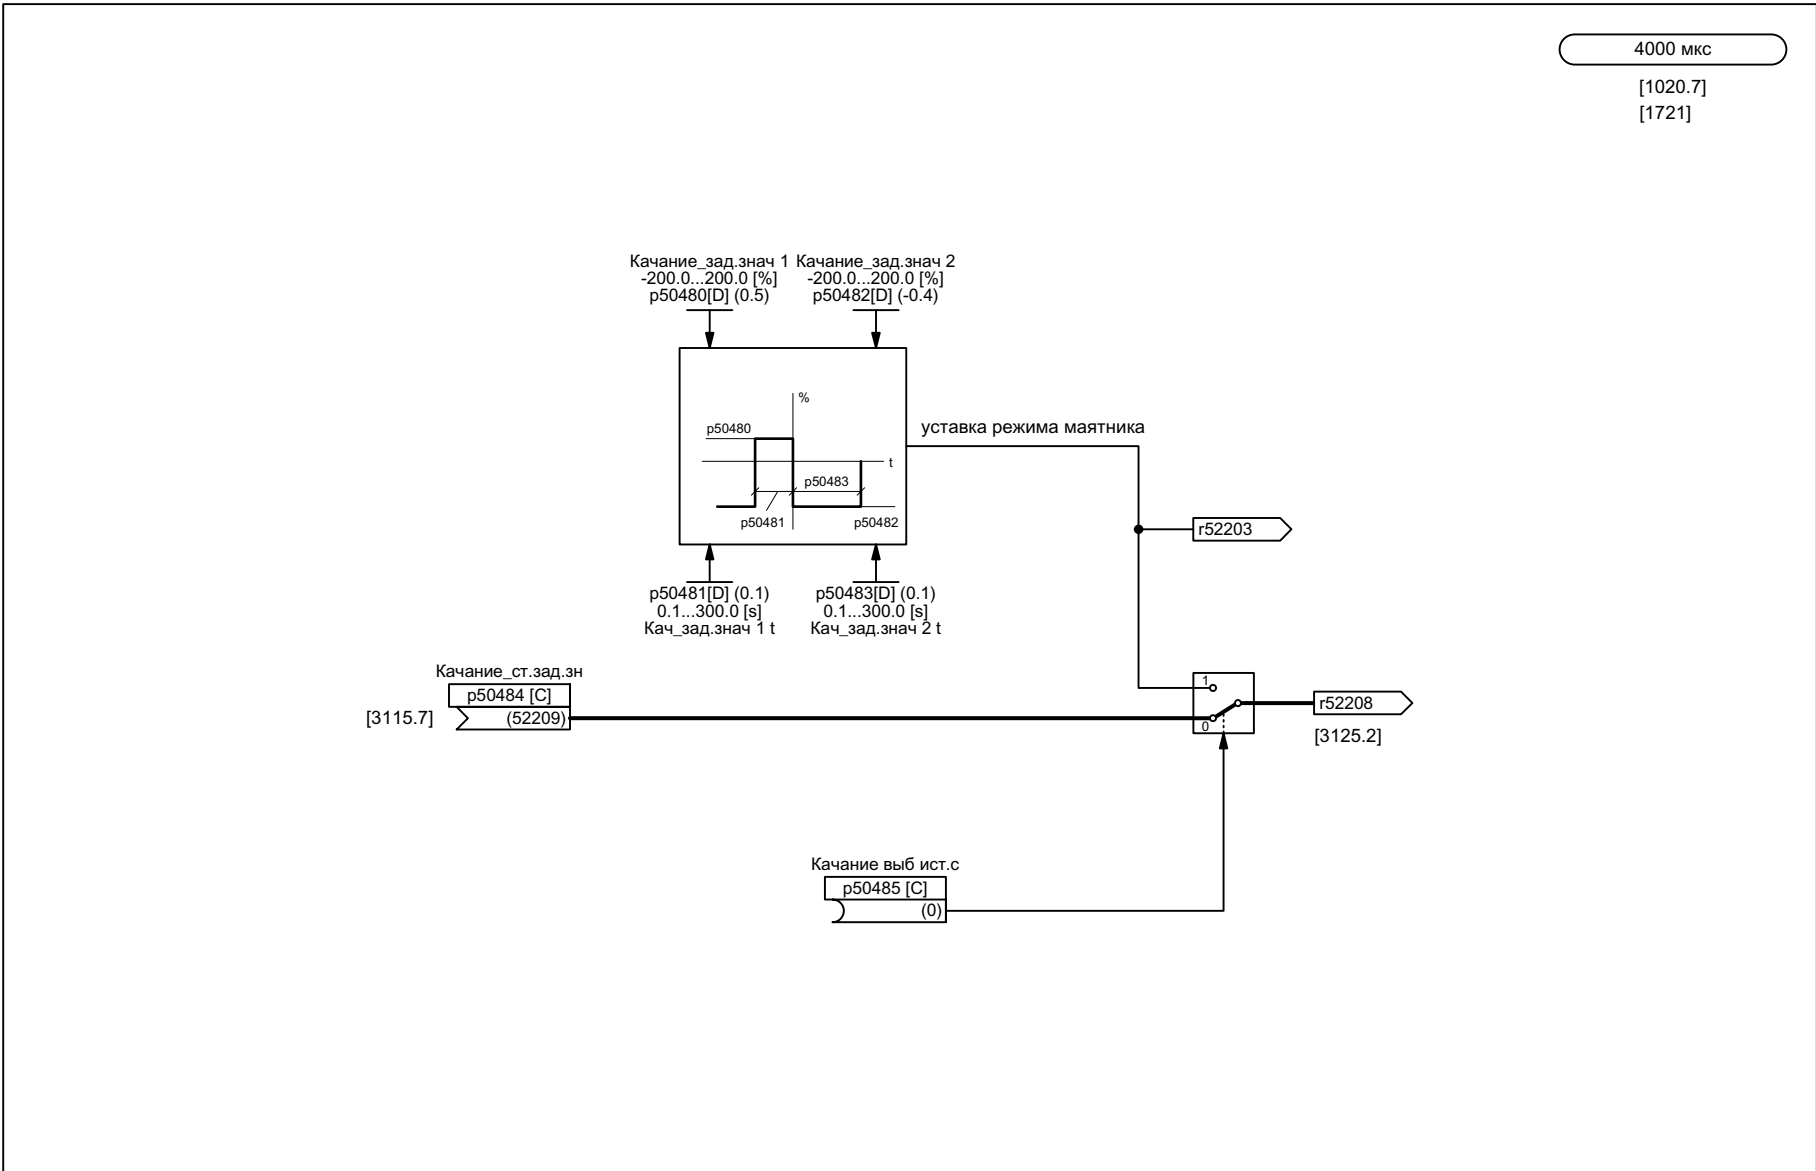 4000 мкс
[1020.7]
[1721]
Качание_зад.знач 1
-200.0...200.0 [%]
p50480[D] (0.5)
Качание_зад.знач 2
-200.0...200.0 [%]
p50482[D] (-0.4)
%
p50480
t
p50483
p50481
p50482
уставка режима маятника
r52203
p50481[D] (0.1)
0.1...300.0 [s]
Кач_зад.знач 1 t
p50483[D] (0.1)
0.1...300.0 [s]
Кач_зад.знач 2 t
Качание_ст.зад.зн
p50484 [C]
[3115.7]
(52209)
1
0
r52208
[3125.2]
Качание выб ист.с
p50485 [C]
(0)